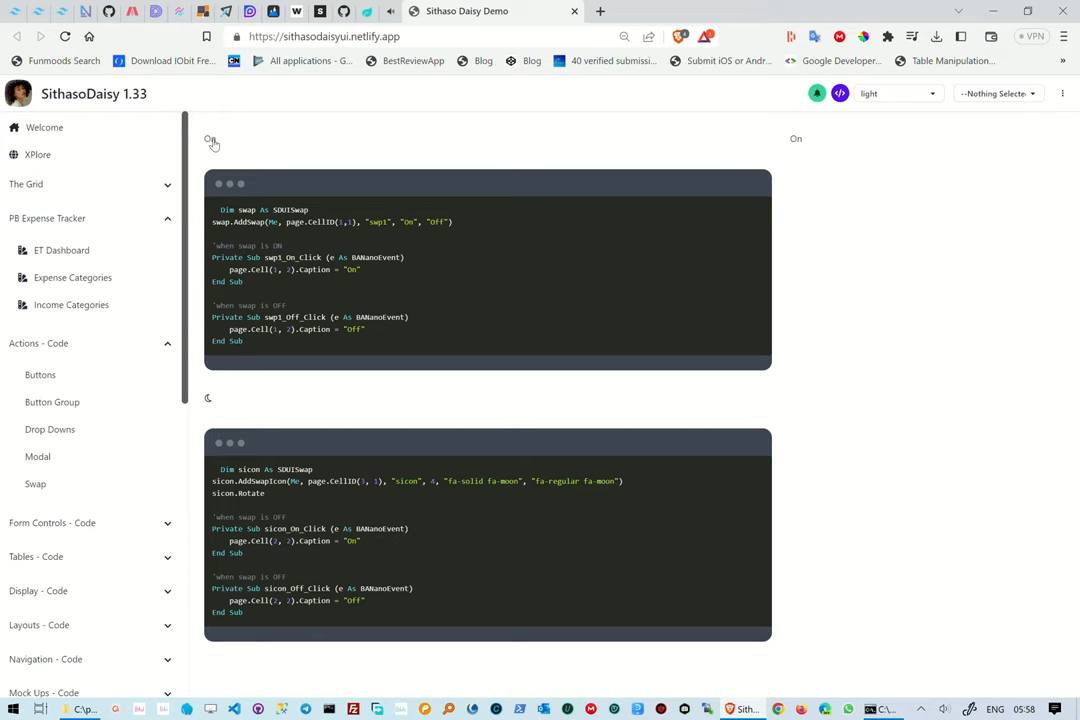 Sithaso Daisy Demo
https://sithasodaisyui.netlify.app
VPN
Funmoods Search
Download IObit Fre...
All applications - G...
BestReviewApp
Blog
Blog
40 verified submissi...
Submit iOS or Andr...
Google Developer...
Table Manipulation...
»
SithasoDaisy 1.33
light
--Nothing Selecte
Welcome
XPlore
The Grid
PB Expense Tracker
ET Dashboard
Expense Categories
Income Categories
Actions - Code
Buttons
Button Group
Drop Downs
Modal
Swap
Form Controls - Code
Tables - Code
Display - Code
Layouts - Code
Navigation - Code
Mock Ups - Code
On
On
Dim swap As SDUISwap
swap.AddSwap(Me, page.CellID(1,1), "swp1", "On", "Off")
'when swap is ON
Private Sub swp1_On_Click (e As BANanoEvent)
page.Cell(1, 2).Caption = "On"
End Sub
'when swap is OFF
Private Sub swp1_Off_Click (e As BANanoEvent)
page.Cell(1, 2).Caption = "Off"
End Sub
Dim sicon As SDUISwap
sicon.AddSwapIcon(Me, page.CellID(3, 1), "sicon", 4, "fa-solid fa-moon", "fa-regular fa-moon")
sicon.Rotate
'when swap is OFF
Private Sub sicon_On_Click (e As BANanoEvent)
page.Cell(2, 2).Caption = "On"
End Sub
'when swap is OFF
Private Sub sicon_Off_Click (e As BANanoEvent)
page.Cell(2, 2).Caption = "Off"
End Sub
C:\p...
Sith...
C:\...
ENG
05:58